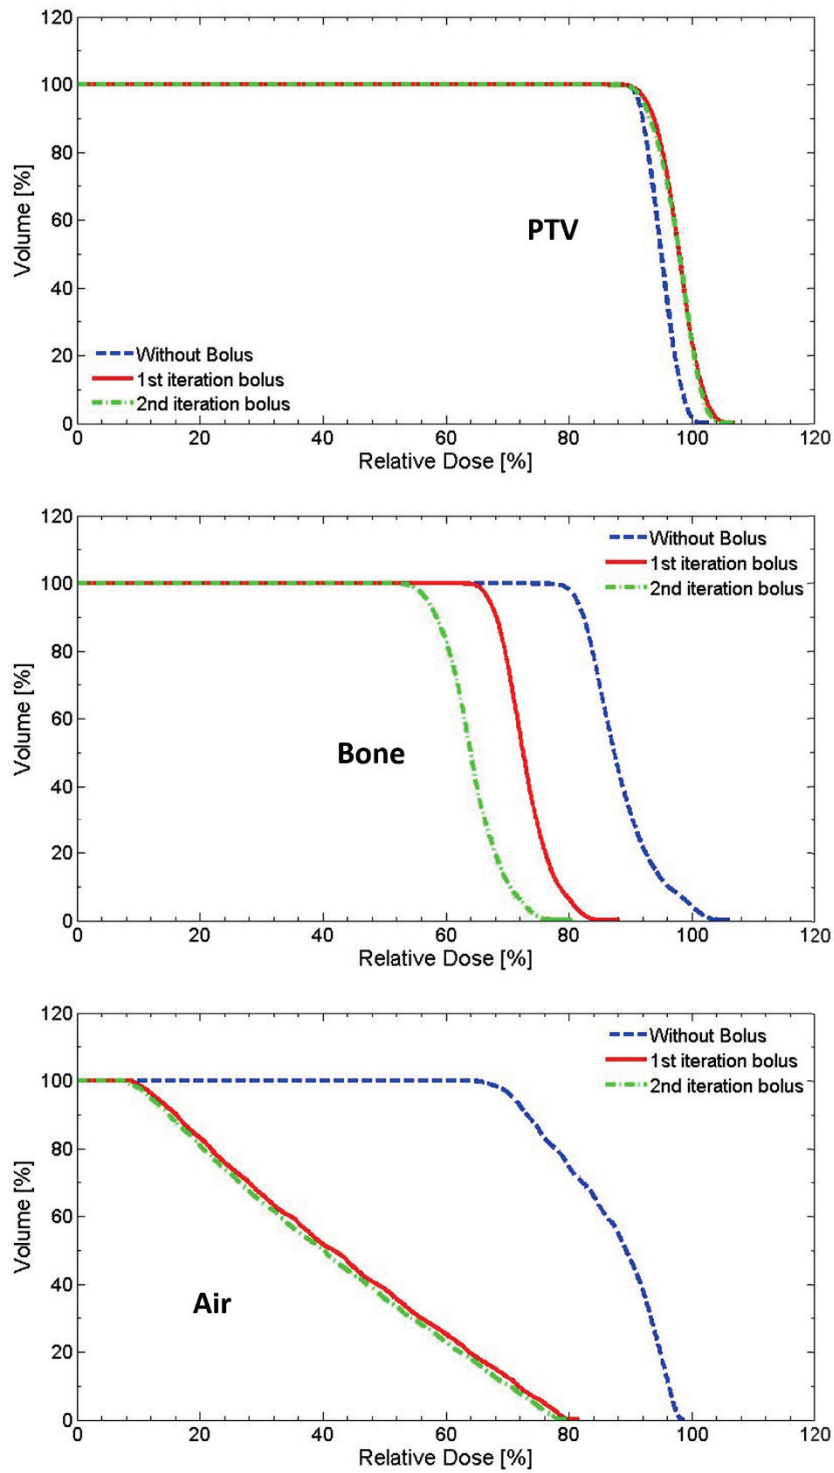 120
100
80
60
40
20
0
Volume [%]
PTV
Without Bolus
1st iteration bolus
2nd iteration bolus
0 20 40 60 80 100 120
Relative Dose [%]
120
100
80
60
40
20
0
Volume [%]
Without Bolus
1st iteration bolus
2nd iteration bolus
Bone
0 20 40 60 80 100 120
Relative Dose [%]
120
100
80
60
40
20
0
Volume [%]
Without Bolus
1st iteration bolus
2nd iteration bolus
Air
0 20 40 60 80 100 120
Relative Dose [%]